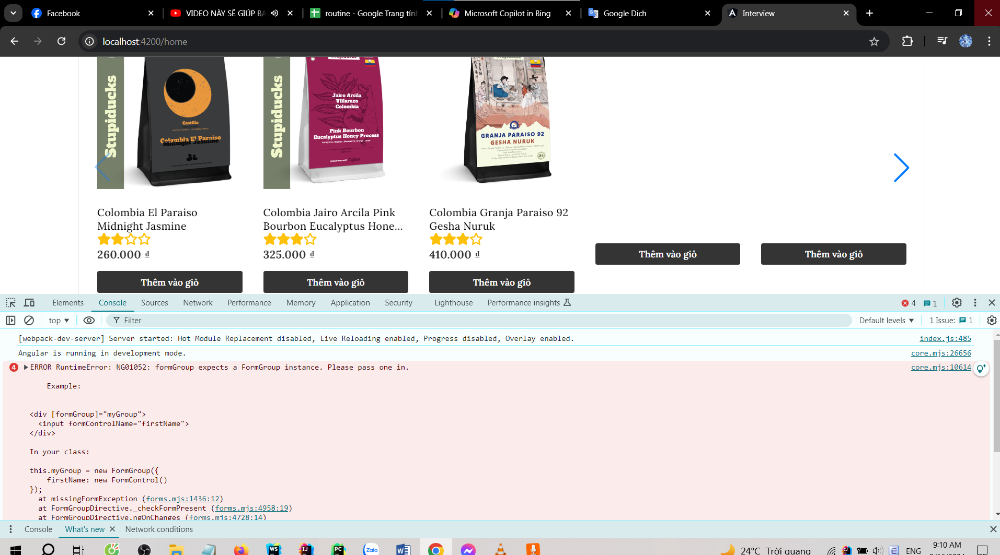 Facebook
VIDEO NÀY SẼ GIÚP BẠ
routine - Google Trang tính
Microsoft Copilot in Bing
Google Dịch
Interview
localhost:4200/home
Stupiducks
Castillo
Colombia El Paraiso
Midnight Jasmine
Stupiducks
Jairo Arcila
Villarazo
Colombia
Pink Bourbon
Eucalyptus Honey Process
Cofinet
Stupiducks
GRANJA PARAISO 92
GESHA NURUK
Colombia El Paraiso
Midnight Jasmine
260.000 ₫
Thêm vào giỏ
Colombia Jairo Arcila Pink
Bourbon Eucalyptus Hone...
325.000 ₫
Thêm vào giỏ
Colombia Granja Paraiso 92
Gesha Nuruk
410.000 ₫
Thêm vào giỏ
Thêm vào giỏ
Thêm vào giỏ
Elements Console Sources Network Performance Memory Application Security Lighthouse Performance insights 4 1
top Filter Default levels 1 Issue: 1
[webpack-dev-server] Server started: Hot Module Replacement disabled, Live Reloading enabled, Progress disabled, Overlay enabled. index.js:485
Angular is running in development mode. core.mjs:26656
4 ERROR RuntimeError: NG01052: formGroup expects a FormGroup instance. Please pass one in. core.mjs:10614
Example:
<div [formGroup]="myGroup">
<input formControlName="firstName">
</div>
In your class:
this.myGroup = new FormGroup({
firstName: new FormControl()
});
at missingFormException (forms.mjs:1436:12)
at FormGroupDirective._checkFormPresent (forms.mjs:4958:19)
at FormGroupDirective.ngOnChanges (forms.mjs:4728:14)
Console What's new Network conditions
WS IJ PC Zalo
24°C Trời quang ENG
9:10 AM